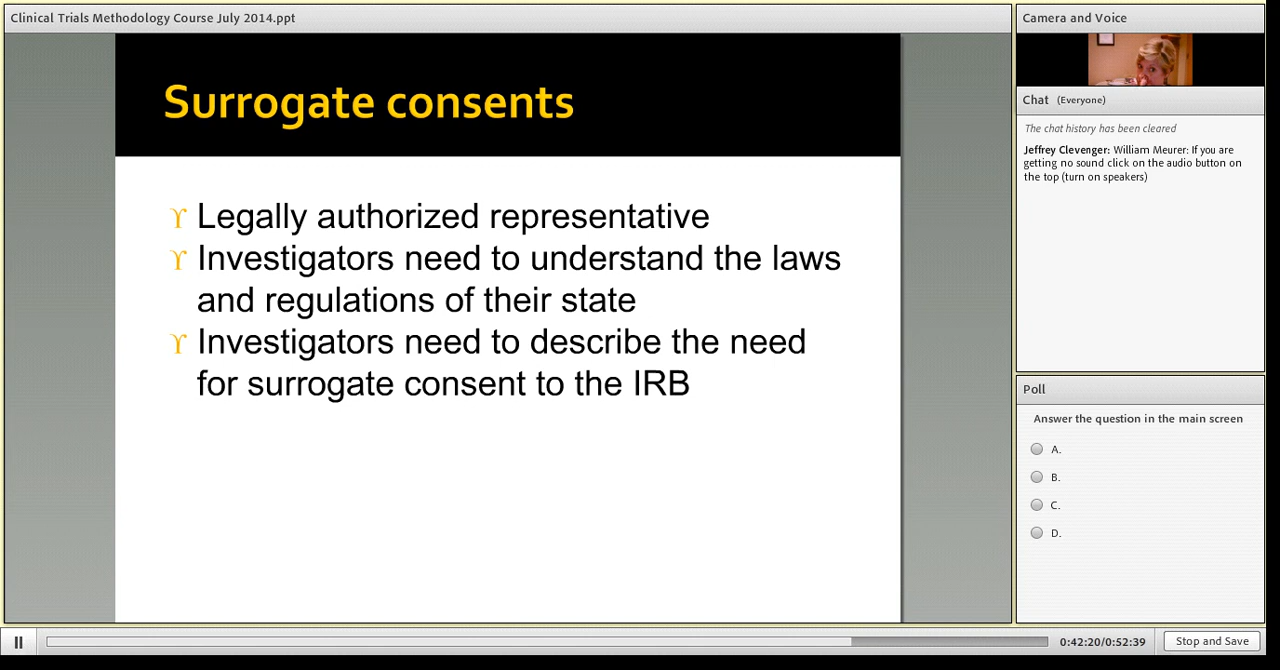 Clinical Trials Methodology Course July 2014.ppt
Surrogate consents
Legally authorized representative
Investigators need to understand the laws
and regulations of their state
Investigators need to describe the need
for surrogate consent to the IRB
Camera and Voice
Chat (Everyone)
The chat history has been cleared
Jeffrey Clevenger: William Meurer: If you are
getting no sound click on the audio button on
the top (turn on speakers)
Poll
Answer the question in the main screen
A.
B.
C.
D.
0:42:20/0:52:39
Stop and Save